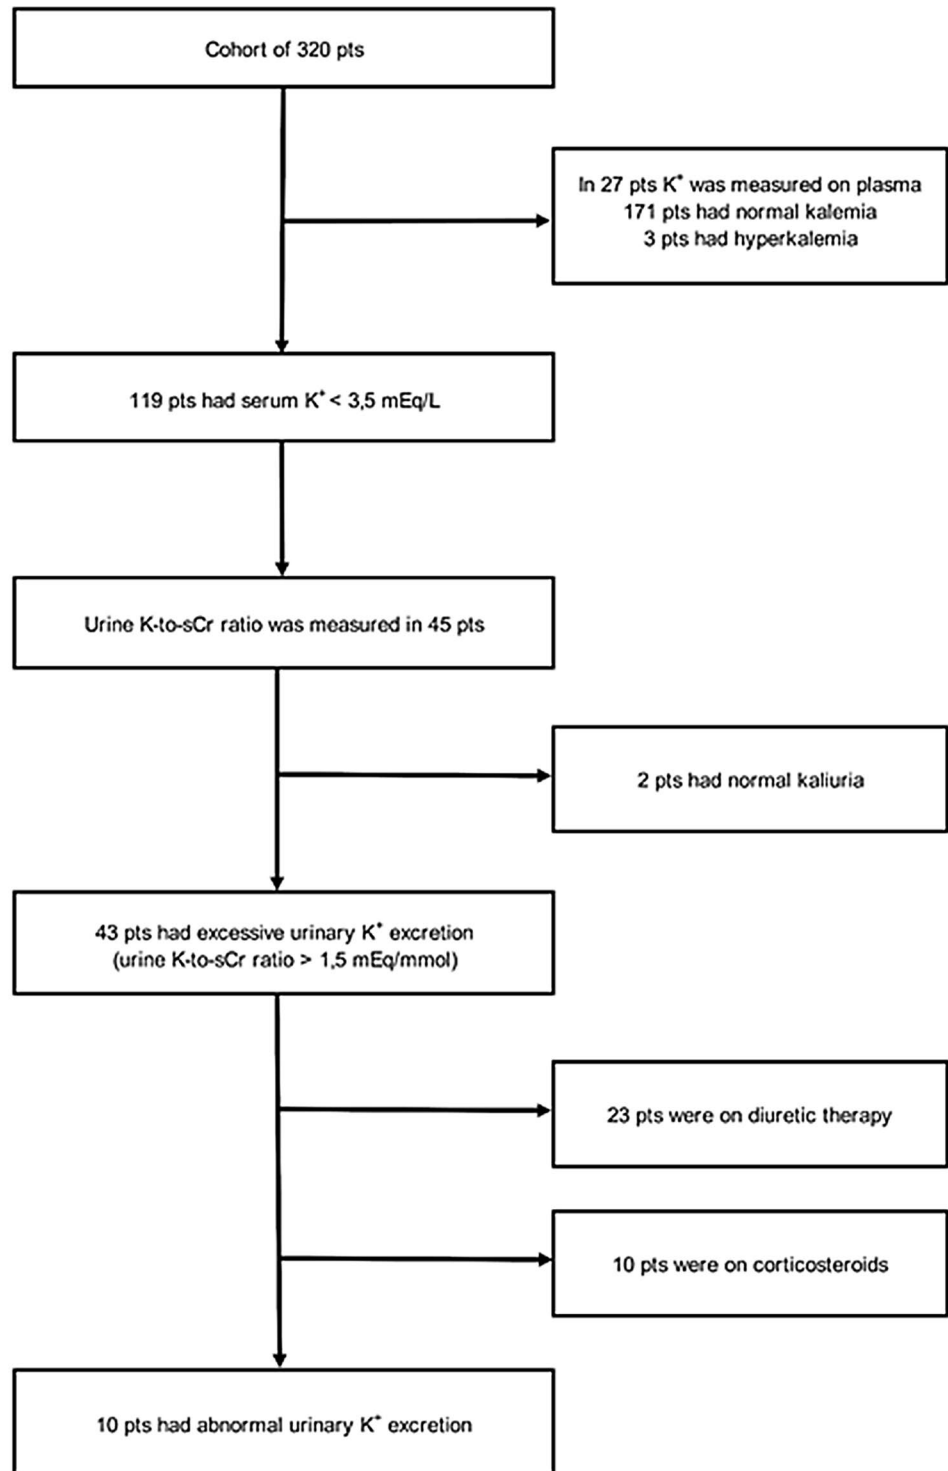 Cohort of 320 pts
In 27 pts K⁺ was measured on plasma
171 pts had normal kalemia
3 pts had hyperkalemia
119 pts had serum K⁺ < 3,5 mEq/L
Urine K-to-sCr ratio was measured in 45 pts
2 pts had normal kaliuria
43 pts had excessive urinary K⁺ excretion
(urine K-to-sCr ratio > 1,5 mEq/mmol)
23 pts were on diuretic therapy
10 pts were on corticosteroids
10 pts had abnormal urinary K⁺ excretion